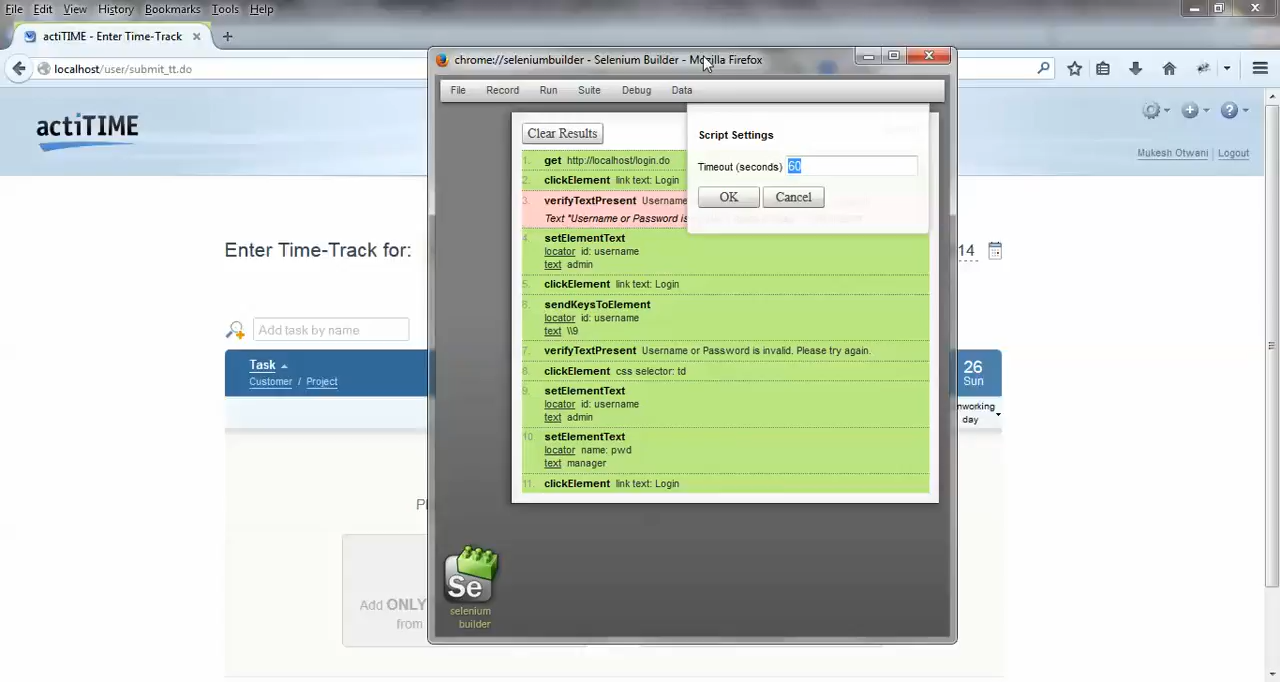 File Edit View History Bookmarks Tools Help
actiTIME - Enter Time-Track
localhost/user/submit_tt.do
chrome://seleniumbuilder - Selenium Builder - Mozilla Firefox
File Record Run Suite Debug Data
actiTIME
Mukesh Otwani Logout
Clear Results
Script Settings
Timeout (seconds) 60
OK Cancel
1. get http://localhost/login.do
2. clickElement link text: Login
3. verifyTextPresent Username
Text "Username or Password is
4. setElementText
locator id: username
text admin
5. clickElement link text: Login
6. sendKeysToElement
locator id: username
text \\9
7. verifyTextPresent Username or Password is invalid. Please try again.
8. clickElement css selector: td
9. setElementText
locator id: username
text admin
10. setElementText
locator name: pwd
text manager
11. clickElement link text: Login
Enter Time-Track for:
14
Add task by name
Task
Customer / Project
26
Sun
nworking
day
Add ONLY
from
Se
selenium
builder